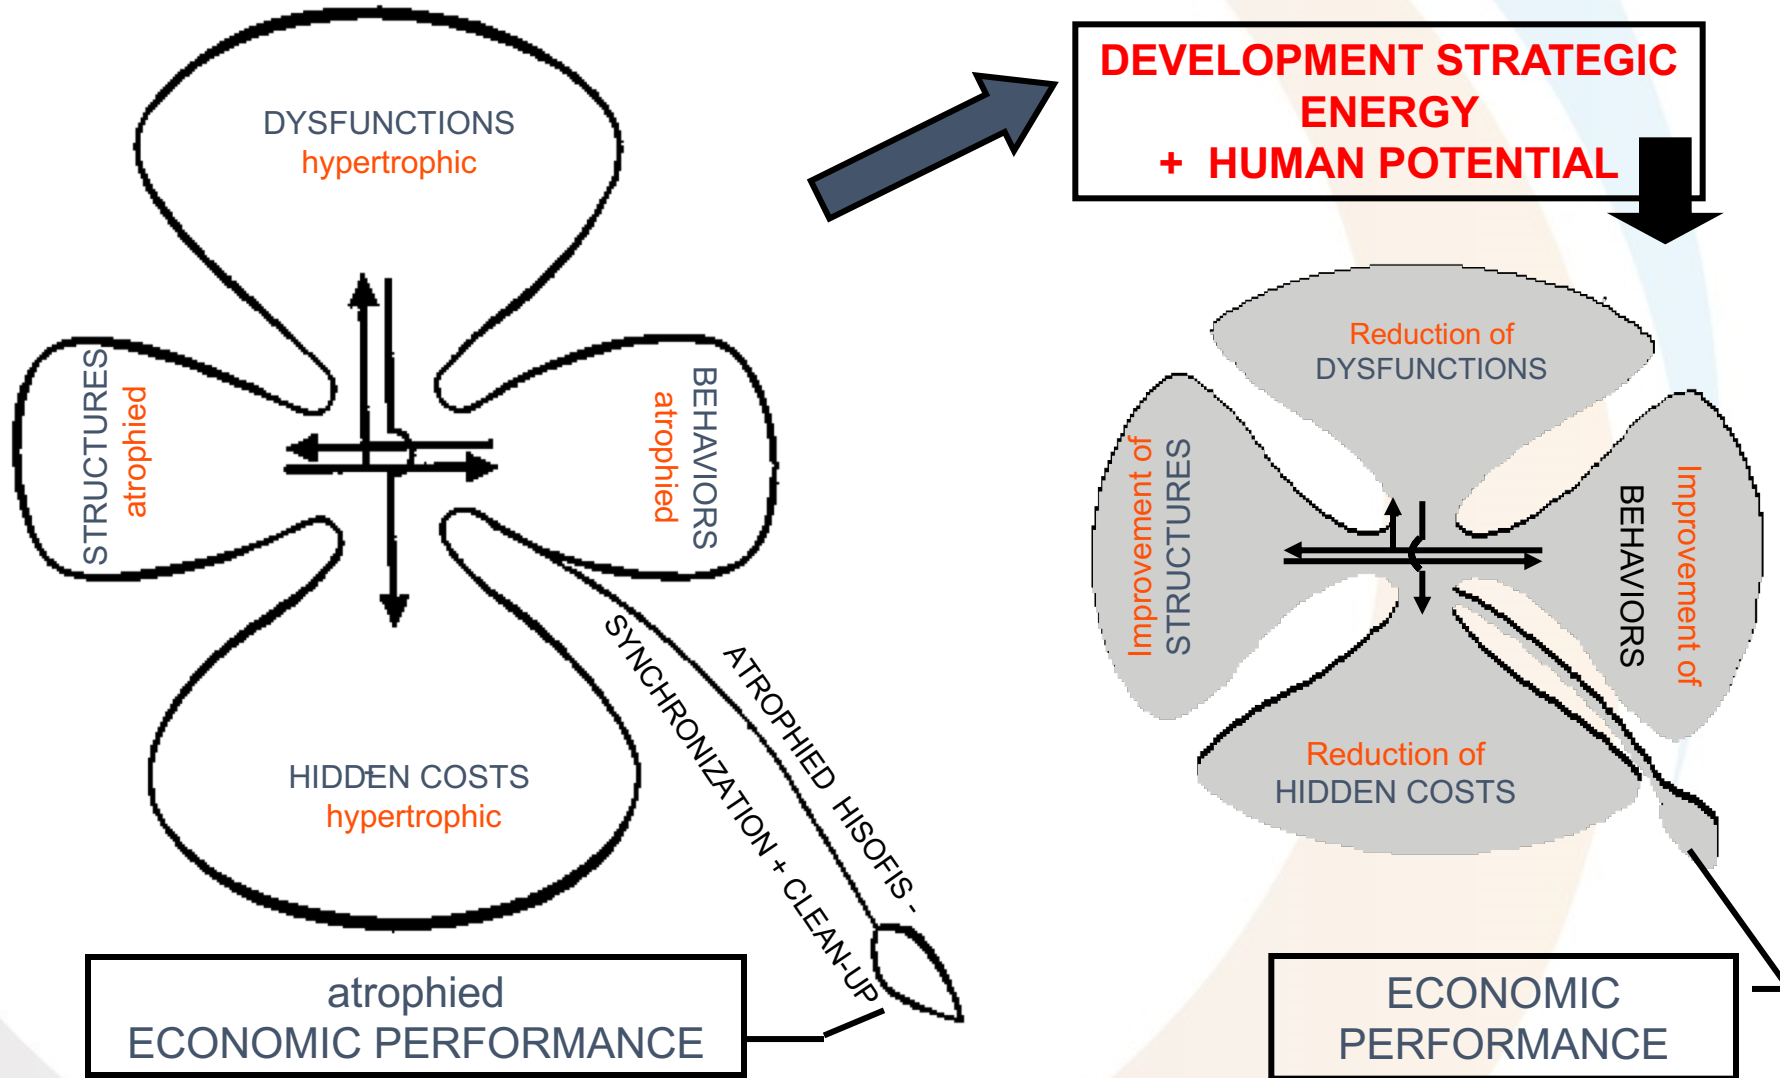 DEVELOPMENT STRATEGIC
ENERGY
+ HUMAN POTENTIAL
DYSFUNCTIONS
hypertrophic
STRUCTURES
atrophied
BEHAVIORS
atrophied
HIDDEN COSTS
hypertrophic
ATROPHIED HISOFIS -
SYNCHRONIZATION + CLEAN-UP
atrophied
ECONOMIC PERFORMANCE
Reduction of
DYSFUNCTIONS
Improvement of
STRUCTURES
Improvement of
BEHAVIORS
Reduction of
HIDDEN COSTS
ECONOMIC
PERFORMANCE